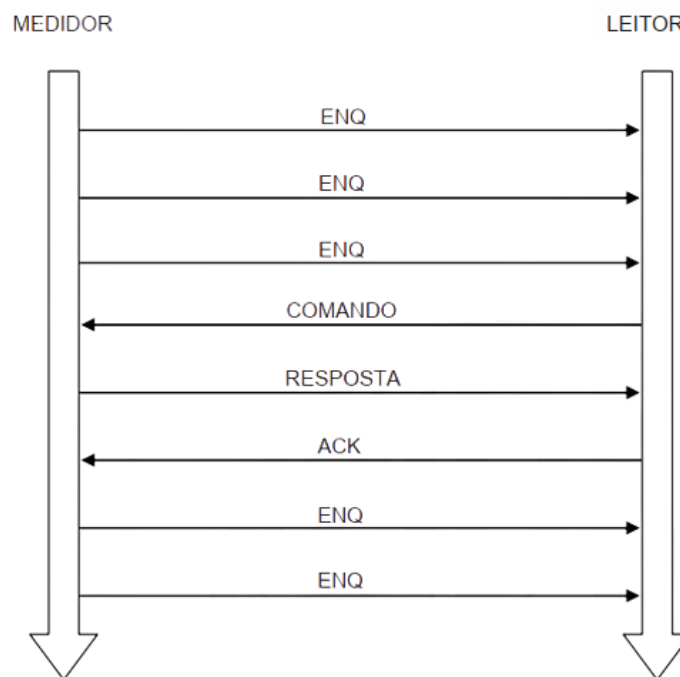 MEDIDOR
LEITOR
ENQ
ENQ
ENQ
COMANDO
RESPOSTA
ACK
ENQ
ENQ